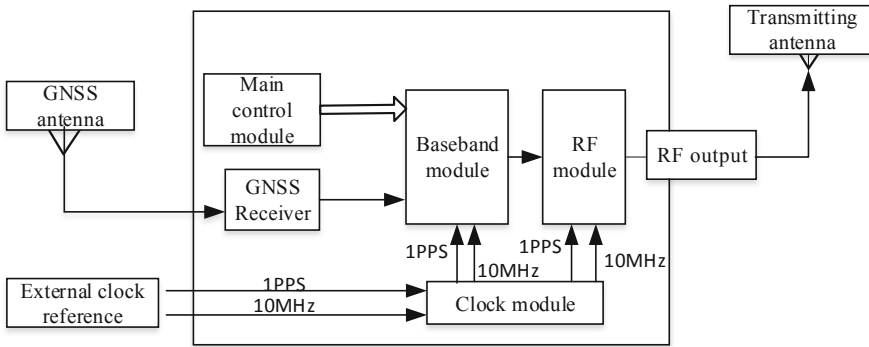 Transmitting
antenna
GNSS
antenna
Main
control
module
Baseband
module
RF
module
RF output
GNSS
Receiver
1PPS
10MHz
1PPS
10MHz
External clock
reference
1PPS
10MHz
Clock module